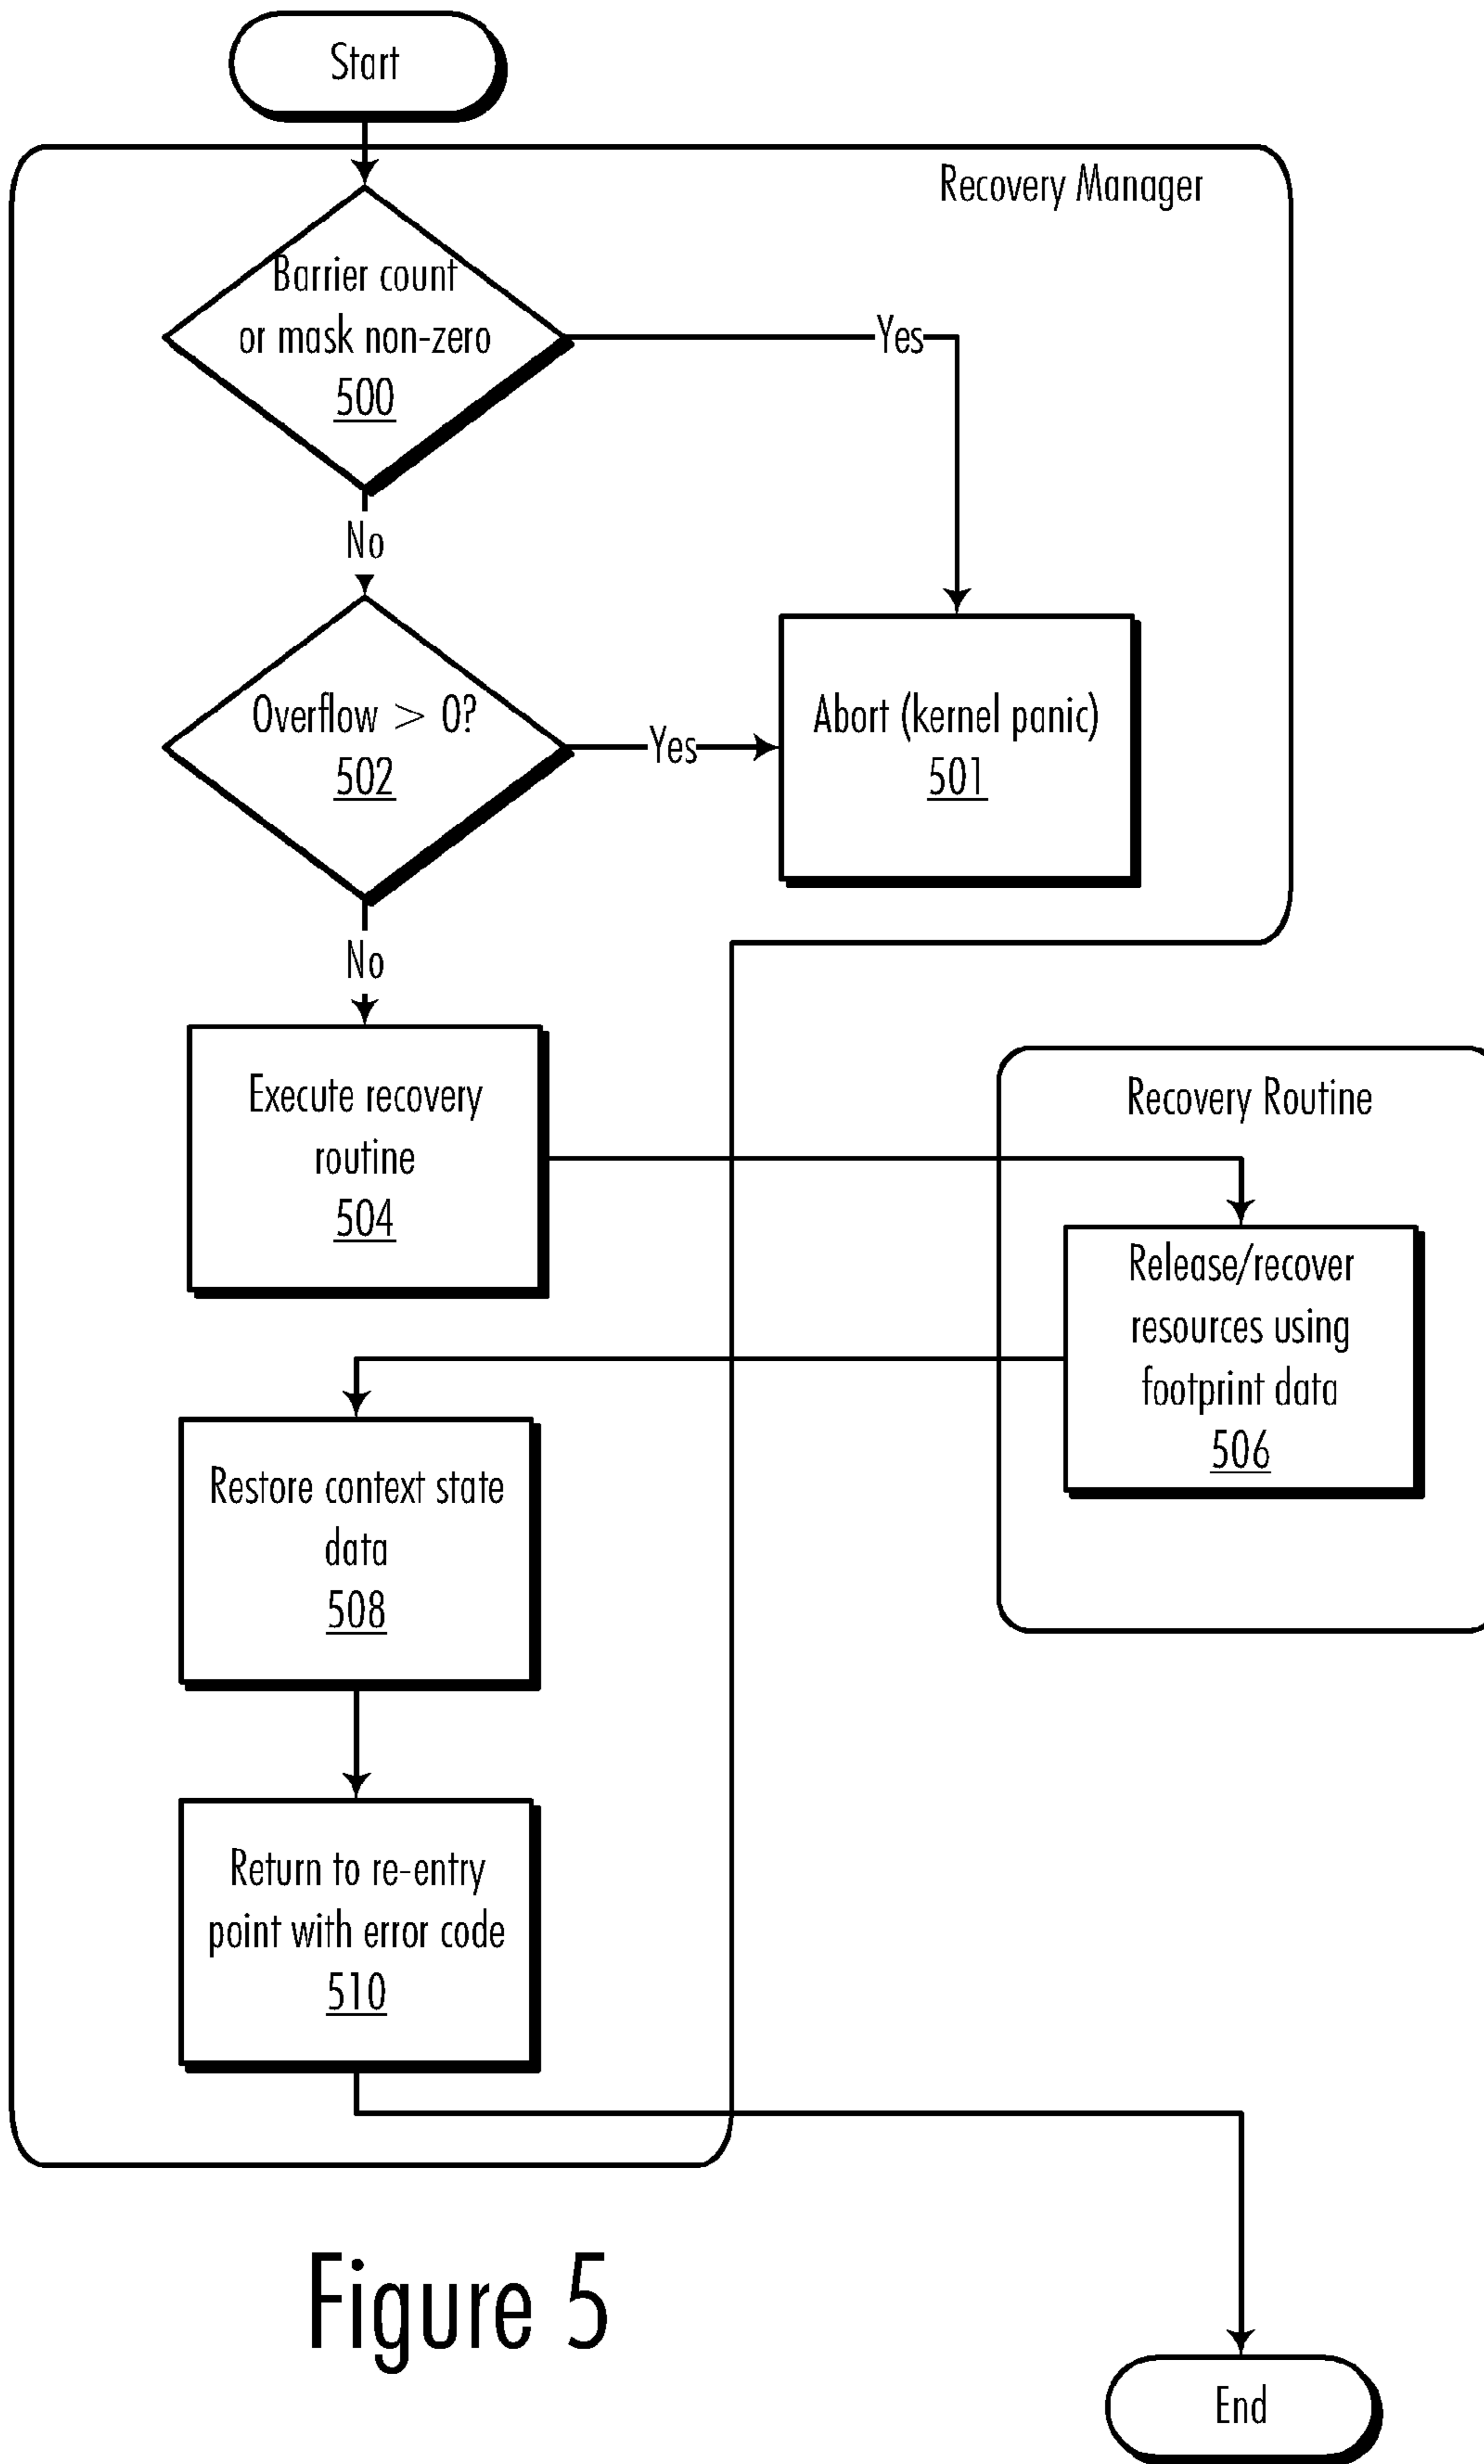 Start
Recovery Manager
Barrier count
or mask non-zero
500
Yes
No
Overflow > 0?
502
Yes
Abort (kernel panic)
501
No
Execute recovery
routine
504
Recovery Routine
Release/recover
resources using
footprint data
506
Restore context state
data
508
Return to re-entry
point with error code
510
Figure 5
End